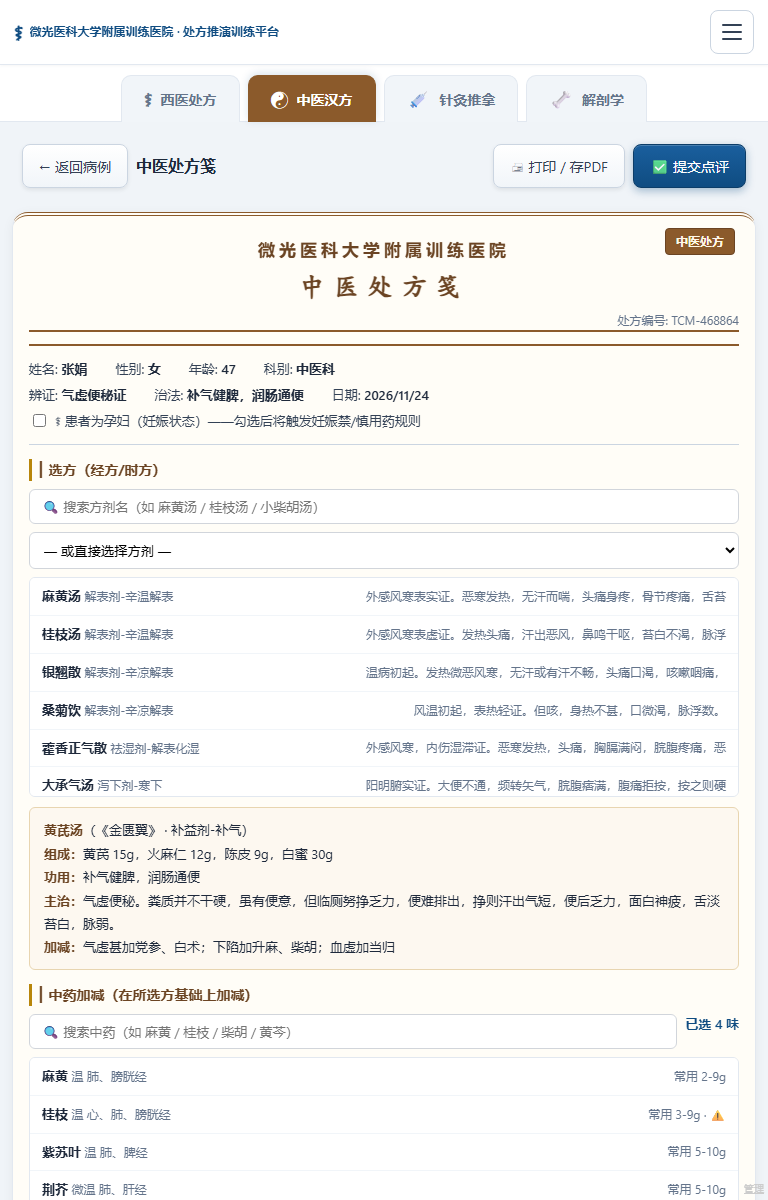 微光医科大学附属训练医院 · 处方推演训练平台
西医处方
中医汉方
针灸推拿
解剖学
← 返回病例
中医处方笺
打印 / 存PDF
提交点评
微光医科大学附属训练医院
中医处方
中医处方笺
处方编号: TCM-468864
姓名: 张娟 性别: 女 年龄: 47 科别: 中医科
辨证: 气虚便秘证 治法: 补气健脾，润肠通便 日期: 2026/11/24
患者为孕妇（妊娠状态）——勾选后将触发妊娠禁/慎用药规则
选方（经方/时方）
搜索方剂名（如 麻黄汤 / 桂枝汤 / 小柴胡汤）
— 或直接选择方剂 —
麻黄汤 解表剂-辛温解表 外感风寒表实证。恶寒发热，无汗而喘，头痛身疼，骨节疼痛，舌苔
桂枝汤 解表剂-辛温解表 外感风寒表虚证。发热头痛，汗出恶风，鼻鸣干呕，苔白不渴，脉浮
银翘散 解表剂-辛凉解表 温病初起。发热微恶风寒，无汗或有汗不畅，头痛口渴，咳嗽咽痛，
桑菊饮 解表剂-辛凉解表 风温初起，表热轻证。但咳，身热不甚，口微渴，脉浮数。
藿香正气散 祛湿剂-解表化湿 外感风寒，内伤湿滞证。恶寒发热，头痛，胸膈满闷，脘腹疼痛，恶
大承气汤 泻下剂-寒下 阳明腑实证。大便不通，频转矢气，脘腹痞满，腹痛拒按，按之则硬
黄芪汤（《金匮翼》 · 补益剂-补气）
组成：黄芪 15g，火麻仁 12g，陈皮 9g，白蜜 30g
功用：补气健脾，润肠通便
主治：气虚便秘。粪质并不干硬，虽有便意，但临厕努挣乏力，便难排出，挣则汗出气短，便后乏力，面白神疲，舌淡
苔白，脉弱。
加减：气虚甚加党参、白术；下陷加升麻、柴胡；血虚加当归
中药加减（在所选方基础上加减）
搜索中药（如 麻黄 / 桂枝 / 柴胡 / 黄芩）
已选 4 味
麻黄 温 肺、膀胱经 常用 2-9g
桂枝 温 心、肺、膀胱经 常用 3-9g ·
紫苏叶 温 肺、脾经 常用 5-10g
荆芥 微温 肺、肝经 常用 5-10g
管理